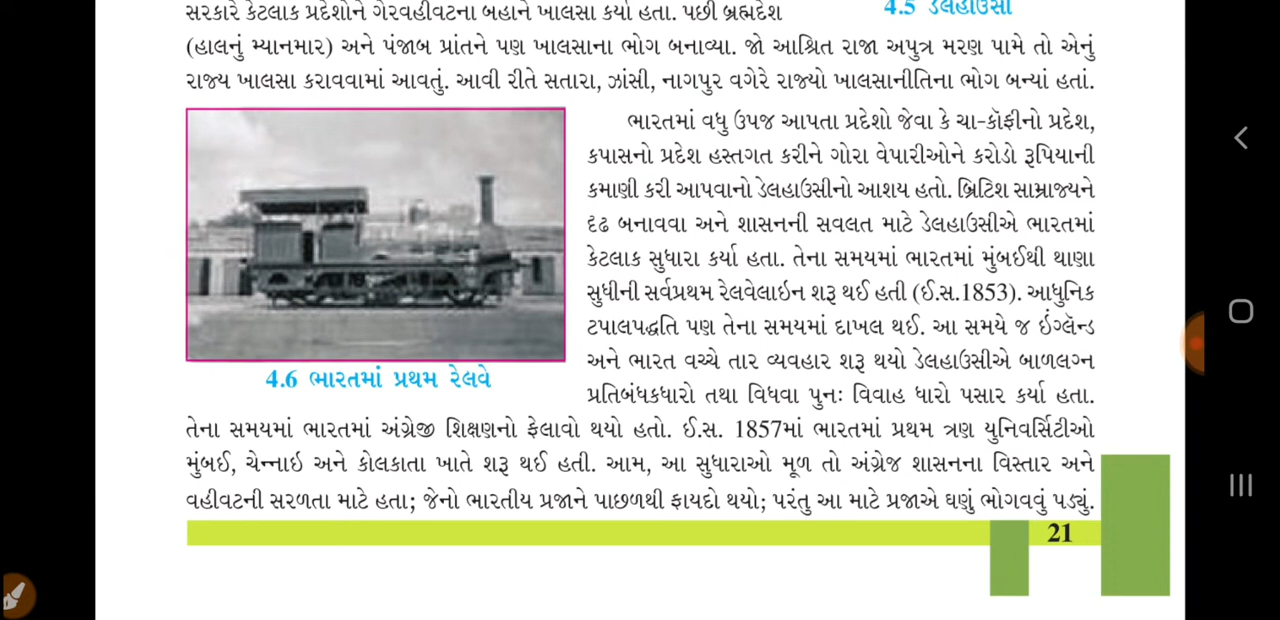 સરકારે કેટલાક પ્રદેશોને ગેરવહીવટના બહાને ખાલસા કર્યા હતા. પછી બ્રહ્મદેશ
4.5 ડેલહાઉસી
(હાલનું મ્યાનમાર) અને પંજાબ પ્રાંતને પણ ખાલસાના ભોગ બનાવ્યા. જો આશ્રિત રાજા અપુત્ર મરણ પામે તો એનું
રાજ્ય ખાલસા કરાવવામાં આવતું. આવી રીતે સતારા, ઝાંસી, નાગપુર વગેરે રાજ્યો ખાલસાનીતિના ભોગ બન્યાં હતાં.
ભારતમાં વધુ ઉપજ આપતા પ્રદેશો જેવા કે ચા-કૉફીનો પ્રદેશ,
કપાસનો પ્રદેશ હસ્તગત કરીને ગોરા વેપારીઓને કરોડો રૂપિયાની
કમાણી કરી આપવાનો ડેલહાઉસીનો આશય હતો. બ્રિટિશ સામ્રાજ્યને
દૃઢ બનાવવા અને શાસનની સવલત માટે ડેલહાઉસીએ ભારતમાં
કેટલાક સુધારા કર્યા હતા. તેના સમયમાં ભારતમાં મુંબઈથી થાણા
સુધીની સર્વપ્રથમ રેલવેલાઇન શરૂ થઈ હતી (ઈ.સ.1853). આધુનિક
ટપાલપદ્ધતિ પણ તેના સમયમાં દાખલ થઈ. આ સમયે જ ઇંગ્લૅન્ડ
અને ભારત વચ્ચે તાર વ્યવહાર શરૂ થયો ડેલહાઉસીએ બાળલગ્ન
પ્રતિબંધકધારો તથા વિધવા પુનઃ વિવાહ ધારો પસાર કર્યા હતા.
4.6 ભારતમાં પ્રથમ રેલવે
તેના સમયમાં ભારતમાં અંગ્રેજી શિક્ષણનો ફેલાવો થયો હતો. ઈ.સ. 1857માં ભારતમાં પ્રથમ ત્રણ યુનિવર્સિટીઓ
મુંબઈ, ચેન્નાઇ અને કોલકાતા ખાતે શરૂ થઈ હતી. આમ, આ સુધારાઓ મૂળ તો અંગ્રેજ શાસનના વિસ્તાર અને
વહીવટની સરળતા માટે હતા; જેનો ભારતીય પ્રજાને પાછળથી ફાયદો થયો; પરંતુ આ માટે પ્રજાએ ઘણું ભોગવવું પડ્યું.
21